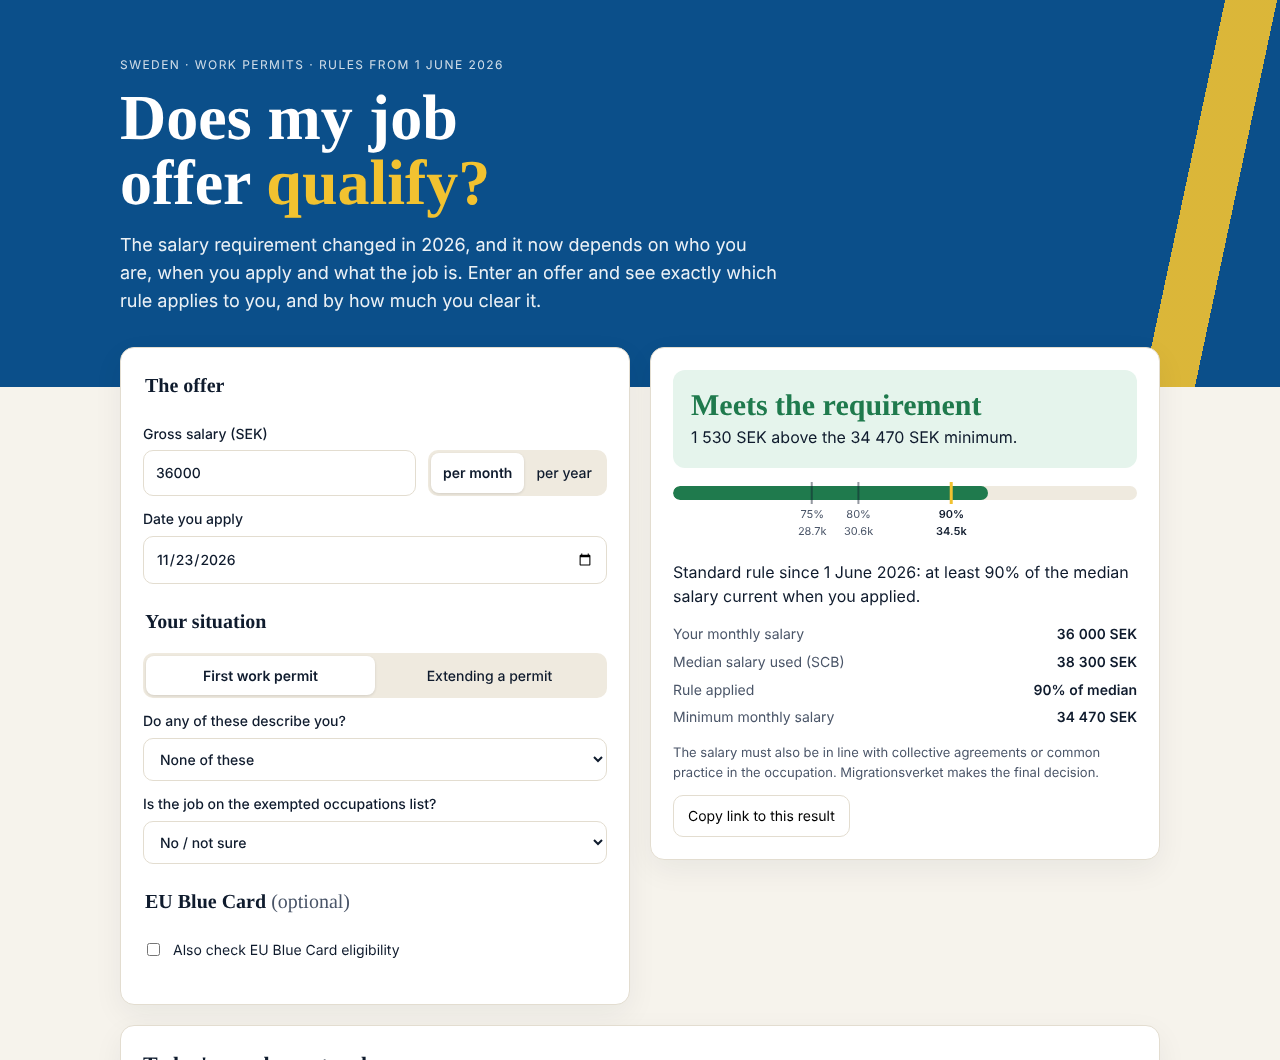 SWEDEN · WORK PERMITS · RULES FROM 1 JUNE 2026
Does my job
offer qualify?
The salary requirement changed in 2026, and it now depends on who you
are, when you apply and what the job is. Enter an offer and see exactly which
rule applies to you, and by how much you clear it.
The offer
Gross salary (SEK)
36000
per month
per year
Date you apply
11/23/2026
Your situation
First work permit
Extending a permit
Do any of these describe you?
None of these
Is the job on the exempted occupations list?
No / not sure
EU Blue Card (optional)
Also check EU Blue Card eligibility
Meets the requirement
1 530 SEK above the 34 470 SEK minimum.
75% 80% 90%
28.7k 30.6k 34.5k
Standard rule since 1 June 2026: at least 90% of the median
salary current when you applied.
Your monthly salary 36 000 SEK
Median salary used (SCB) 38 300 SEK
Rule applied 90% of median
Minimum monthly salary 34 470 SEK
The salary must also be in line with collective agreements or common
practice in the occupation. Migrationsverket makes the final decision.
Copy link to this result